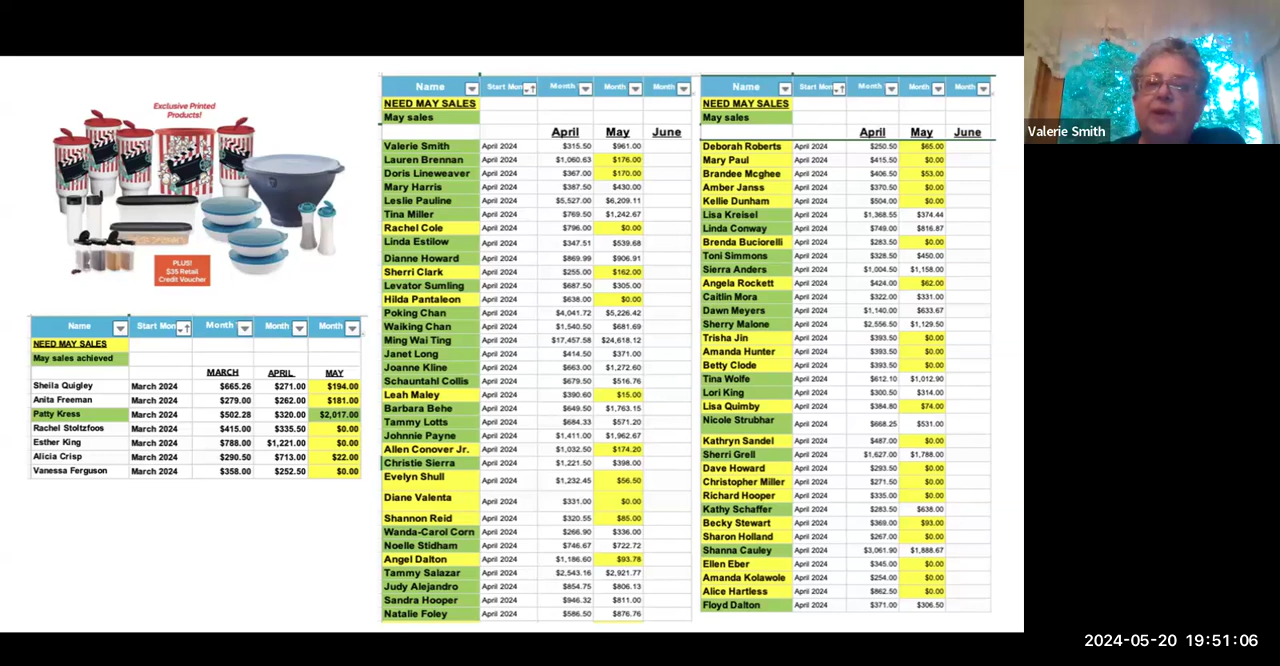 Exclusive Printed
Products!
PLUS!
$35 Retail
Credit Voucher
Name Start Mon Month Month Month
NEED MAY SALES
May sales achieved
MARCH APRIL MAY
Sheila Quigley March 2024 $665.26 $271.00 $194.00
Anita Freeman March 2024 $279.00 $262.00 $181.00
Patty Kress March 2024 $502.28 $320.00 $2,017.00
Rachel Stoltzfoos March 2024 $415.00 $335.50 $0.00
Esther King March 2024 $788.00 $1,221.00 $0.00
Alicia Crisp March 2024 $290.50 $713.00 $22.00
Vanessa Ferguson March 2024 $358.00 $252.50 $0.00
Name Start Mon Month Month Month
NEED MAY SALES
May sales
April May June
Valerie Smith April 2024 $315.50 $961.00
Lauren Brennan April 2024 $1,060.63 $176.00
Doris Lineweaver April 2024 $367.00 $170.00
Mary Harris April 2024 $387.50 $430.00
Leslie Pauline April 2024 $5,527.00 $6,209.11
Tina Miller April 2024 $769.50 $1,242.67
Rachel Cole April 2024 $796.00 $0.00
Linda Estilow April 2024 $347.51 $539.68
Dianne Howard April 2024 $869.99 $906.91
Sherri Clark April 2024 $255.00 $162.00
Levator Sumling April 2024 $687.50 $305.00
Hilda Pantaleon April 2024 $638.00 $0.00
Poking Chan April 2024 $4,041.72 $5,226.42
Waiking Chan April 2024 $1,540.50 $681.69
Ming Wai Ting April 2024 $17,457.58 $24,618.12
Janet Long April 2024 $414.50 $371.00
Joanne Kline April 2024 $663.00 $1,272.60
Schauntahl Collis April 2024 $679.50 $516.76
Leah Maley April 2024 $390.60 $15.00
Barbara Behe April 2024 $649.50 $1,763.15
Tammy Lotts April 2024 $684.33 $571.20
Johnnie Payne April 2024 $1,411.00 $1,962.67
Allen Conover Jr. April 2024 $1,032.50 $174.20
Christie Sierra April 2024 $1,221.50 $398.00
Evelyn Shull April 2024 $1,232.45 $56.50
Diane Valenta April 2024 $331.00 $0.00
Shannon Reid April 2024 $320.55 $85.00
Wanda-Carol Corn April 2024 $266.90 $336.00
Noelle Stidham April 2024 $746.67 $722.72
Angel Dalton April 2024 $1,186.60 $93.78
Tammy Salazar April 2024 $2,543.16 $2,921.77
Judy Alejandro April 2024 $854.75 $806.13
Sandra Hooper April 2024 $946.32 $811.00
Natalie Foley April 2024 $586.50 $876.76
Name Start Mon Month Month Month
NEED MAY SALES
May sales
April May June
Deborah Roberts April 2024 $250.50 $65.00
Mary Paul April 2024 $415.50 $0.00
Brandee Mcghee April 2024 $406.50 $53.00
Amber Janss April 2024 $370.50 $0.00
Kellie Dunham April 2024 $504.00 $0.00
Lisa Kreisel April 2024 $1,368.55 $374.44
Linda Conway April 2024 $749.00 $816.87
Brenda Buciorelli April 2024 $283.50 $0.00
Toni Simmons April 2024 $328.50 $450.00
Sierra Anders April 2024 $1,004.50 $1,158.00
Angela Rockett April 2024 $424.00 $62.00
Caitlin Mora April 2024 $322.00 $331.00
Dawn Meyers April 2024 $1,140.00 $633.67
Sherry Malone April 2024 $2,556.50 $1,129.50
Trisha Jin April 2024 $393.50 $0.00
Amanda Hunter April 2024 $393.50 $0.00
Betty Clode April 2024 $393.50 $0.00
Tina Wolfe April 2024 $612.10 $1,012.90
Lori King April 2024 $300.50 $314.00
Lisa Quimby April 2024 $384.80 $74.00
Nicole Strubhar April 2024 $668.25 $531.00
Kathryn Sandel April 2024 $487.00 $0.00
Sherri Grell April 2024 $1,627.00 $1,788.00
Dave Howard April 2024 $293.50 $0.00
Christopher Miller April 2024 $271.50 $0.00
Richard Hooper April 2024 $335.00 $0.00
Kathy Schaffer April 2024 $283.50 $638.00
Becky Stewart April 2024 $369.00 $93.00
Sharon Holland April 2024 $267.00 $0.00
Shanna Cauley April 2024 $3,061.90 $1,888.67
Ellen Eber April 2024 $345.00 $0.00
Amanda Kolawole April 2024 $254.00 $0.00
Alice Hartless April 2024 $862.50 $0.00
Floyd Dalton April 2024 $371.00 $306.50
Valerie Smith
2024-05-20 19:51:06